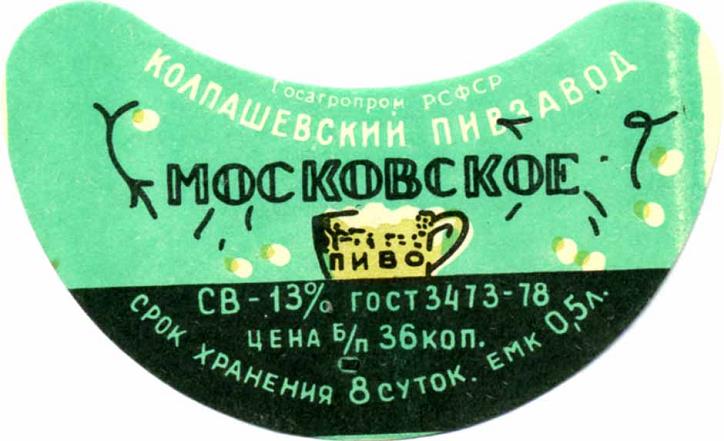 Госагропром РСФСР
КОЛПАШЕВСКИЙ ПИВЗАВОД
МОСКОВСКОЕ
ПИВО
СВ-13% ГОСТ 3473-78
ЦЕНА Б/п 36 КОП.
СРОК ХРАНЕНИЯ 8 СУТОК. ЕМК 0,5л.